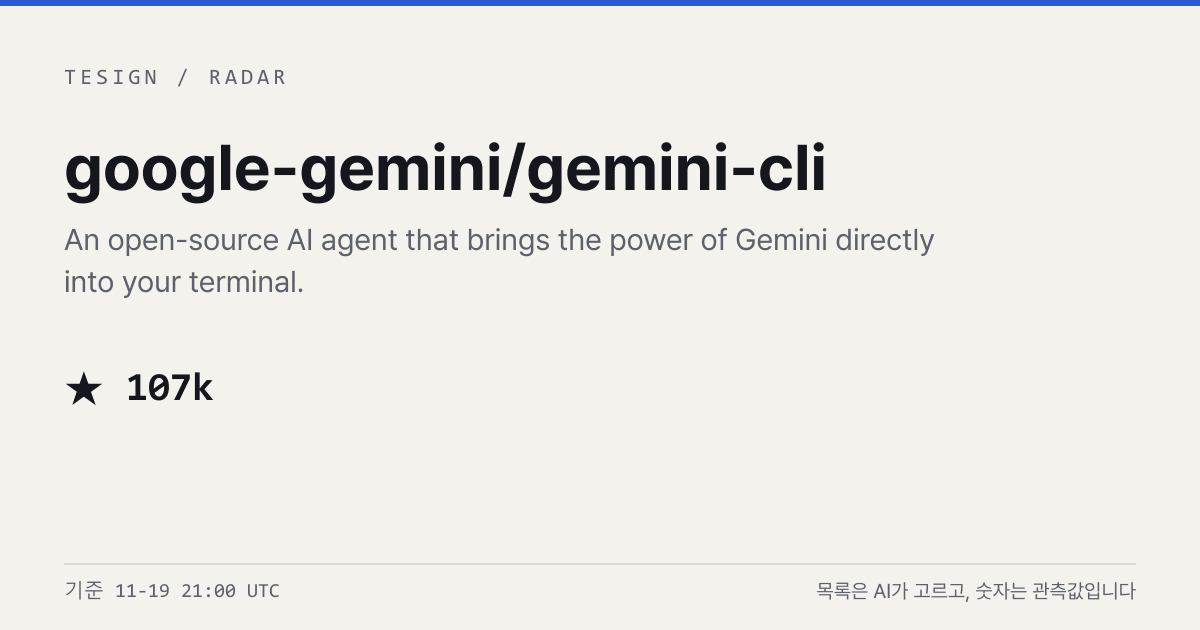 TESIGN / RADAR
google-gemini/gemini-cli
An open-source AI agent that brings the power of Gemini directly
into your terminal.
★ 107k
기준 11-19 21:00 UTC
목록은 AI가 고르고, 숫자는 관측값입니다